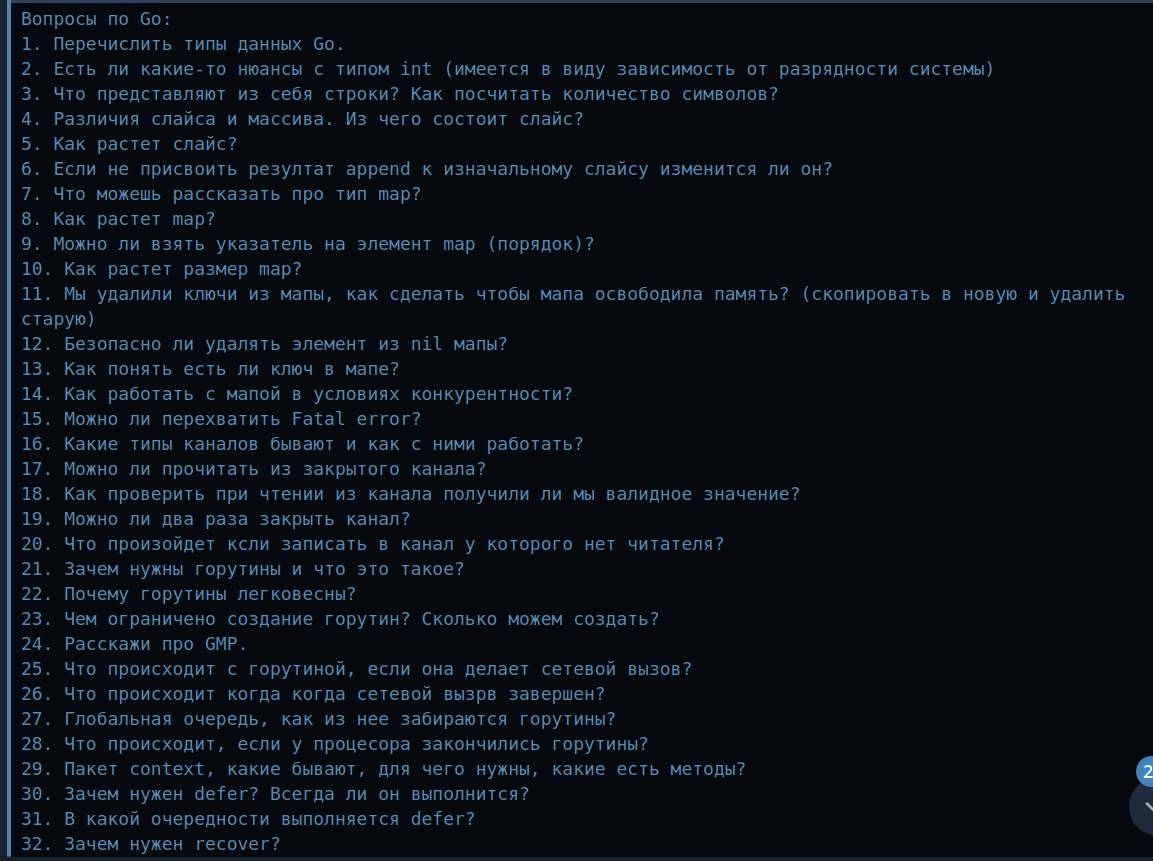 Вопросы по Go:
1. Перечислить типы данных Go.
2. Есть ли какие-то нюансы с типом int (имеется в виду зависимость от разрядности системы)
3. Что представляют из себя строки? Как посчитать количество символов?
4. Различия слайса и массива. Из чего состоит слайс?
5. Как растет слайс?
6. Если не присвоить резултат append к изначальному слайсу изменится ли он?
7. Что можешь рассказать про тип map?
8. Как растет map?
9. Можно ли взять указатель на элемент map (порядок)?
10. Как растет размер map?
11. Мы удалили ключи из мапы, как сделать чтобы мапа освободила память? (скопировать в новую и удалить
старую)
12. Безопасно ли удалять элемент из nil мапы?
13. Как понять есть ли ключ в мапе?
14. Как работать с мапой в условиях конкурентности?
15. Можно ли перехватить Fatal error?
16. Какие типы каналов бывают и как с ними работать?
17. Можно ли прочитать из закрытого канала?
18. Как проверить при чтении из канала получили ли мы валидное значение?
19. Можно ли два раза закрыть канал?
20. Что произойдет ксли записать в канал у которого нет читателя?
21. Зачем нужны горутины и что это такое?
22. Почему горутины легковесны?
23. Чем ограничено создание горутин? Сколько можем создать?
24. Расскажи про GMP.
25. Что происходит с горутиной, если она делает сетевой вызов?
26. Что происходит когда когда сетевой вызрв завершен?
27. Глобальная очередь, как из нее забираются горутины?
28. Что происходит, если у процесора закончились горутины?
29. Пакет context, какие бывают, для чего нужны, какие есть методы?
30. Зачем нужен defer? Всегда ли он выполнится?
31. В какой очередности выполняется defer?
32. Зачем нужен recover?